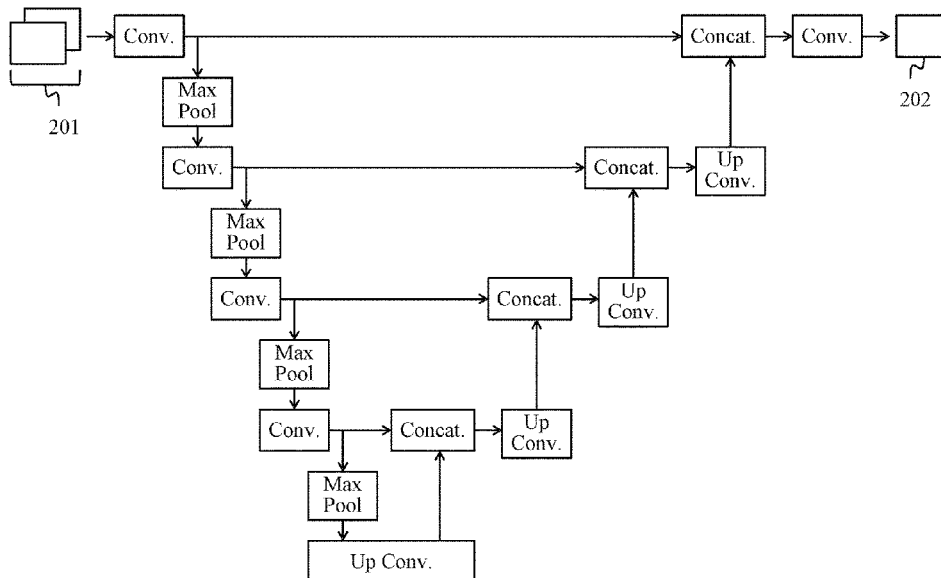 Conv.
Concat.
Conv.
201
202
Max
Pool
Conv.
Concat.
Up
Conv.
Max
Pool
Conv.
Concat.
Up
Conv.
Max
Pool
Conv.
Concat.
Up
Conv.
Max
Pool
Up Conv.